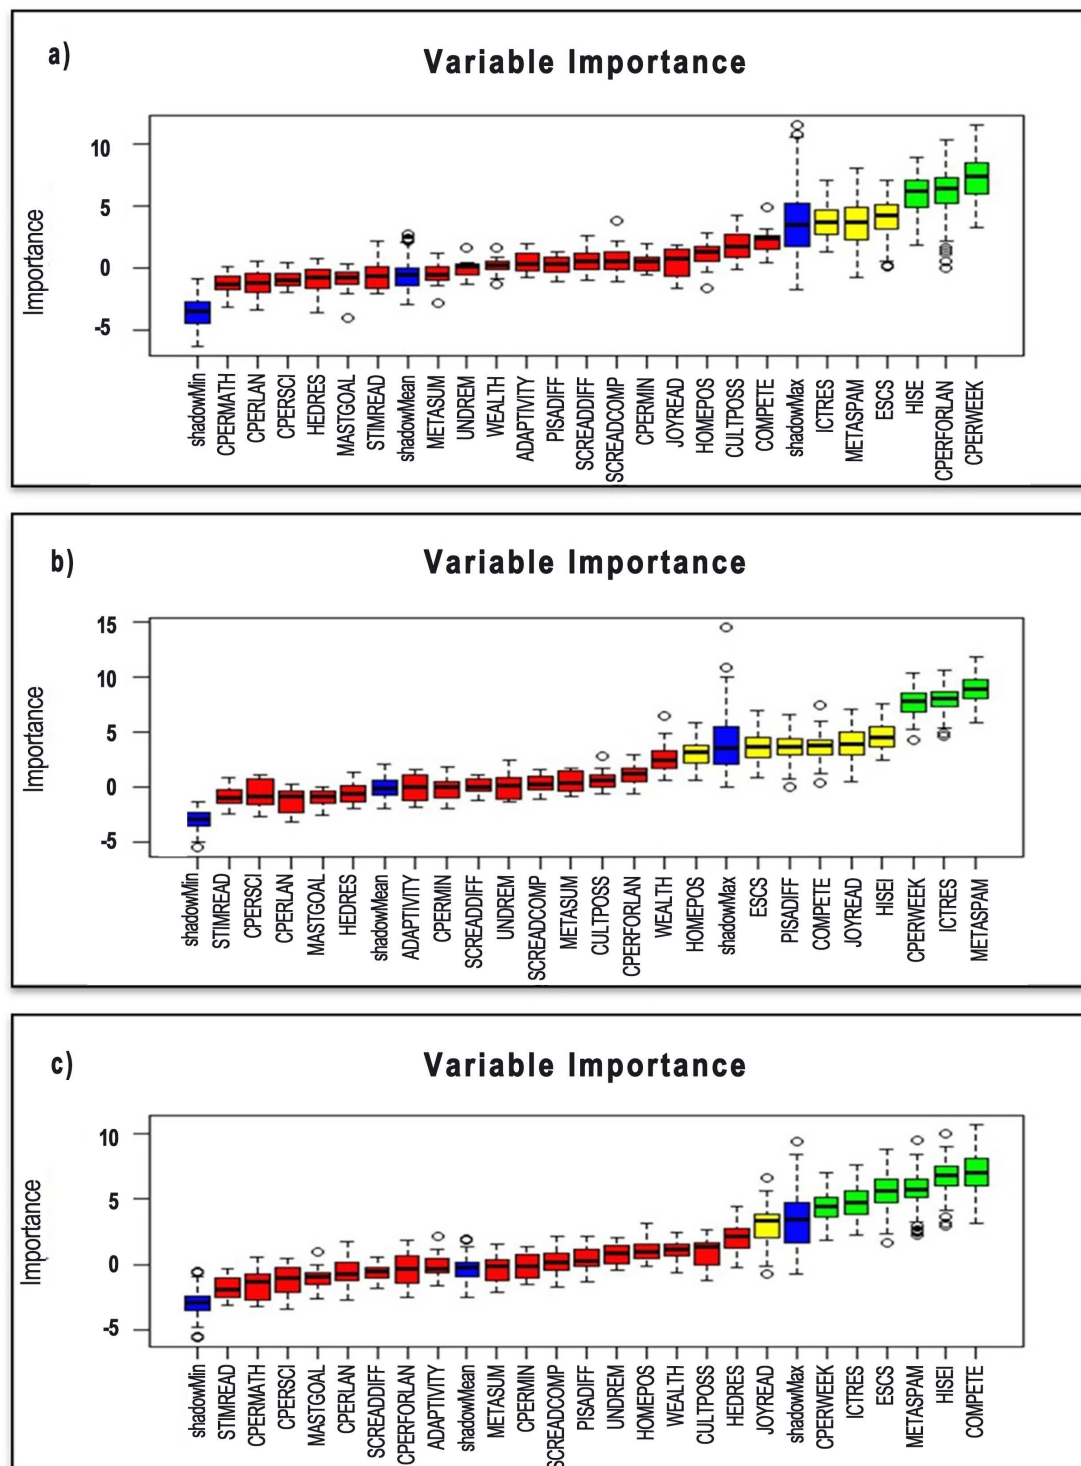 a)
Variable Importance
Importance
10
5
0
-5
shadowMin
CPERMATH
CPERLAN
CPERSCI
HEDRES
MASTGOAL
STIMREAD
shadowMean
METASUM
UNDREM
WEALTH
ADAPTIVITY
PISADIFF
SCREADDIFF
SCREADCOMP
CPERMIN
JOYREAD
HOMEPOS
CULTPOSS
COMPETE
shadowMax
ICTRES
METASPAM
ESCS
HISE
CPERFORLAN
CPERWEEK
b)
Variable Importance
Importance
15
10
5
0
-5
shadowMin
STIMREAD
CPERSCI
CPERLAN
MASTGOAL
HEDRES
shadowMean
ADAPTIVITY
CPERMIN
SCREADDIFF
UNDREM
SCREADCOMP
METASUM
CULTPOSS
CPERFORLAN
WEALTH
HOMEPOS
shadowMax
ESCS
PISADIFF
COMPETE
JOYREAD
HISEI
CPERWEEK
ICTRES
METASPAM
c)
Variable Importance
Importance
10
5
0
-5
shadowMin
STIMREAD
CPERMATH
CPERSCI
MASTGOAL
CPERLAN
SCREADDIFF
CPERFORLAN
ADAPTIVITY
shadowMean
METASUM
CPERMIN
SCREADCOMP
PISADIFF
UNDREM
HOMEPOS
WEALTH
CULTPOSS
HEDRES
JOYREAD
shadowMax
CPERWEEK
ICTRES
ESCS
METASPAM
HISEI
COMPETE